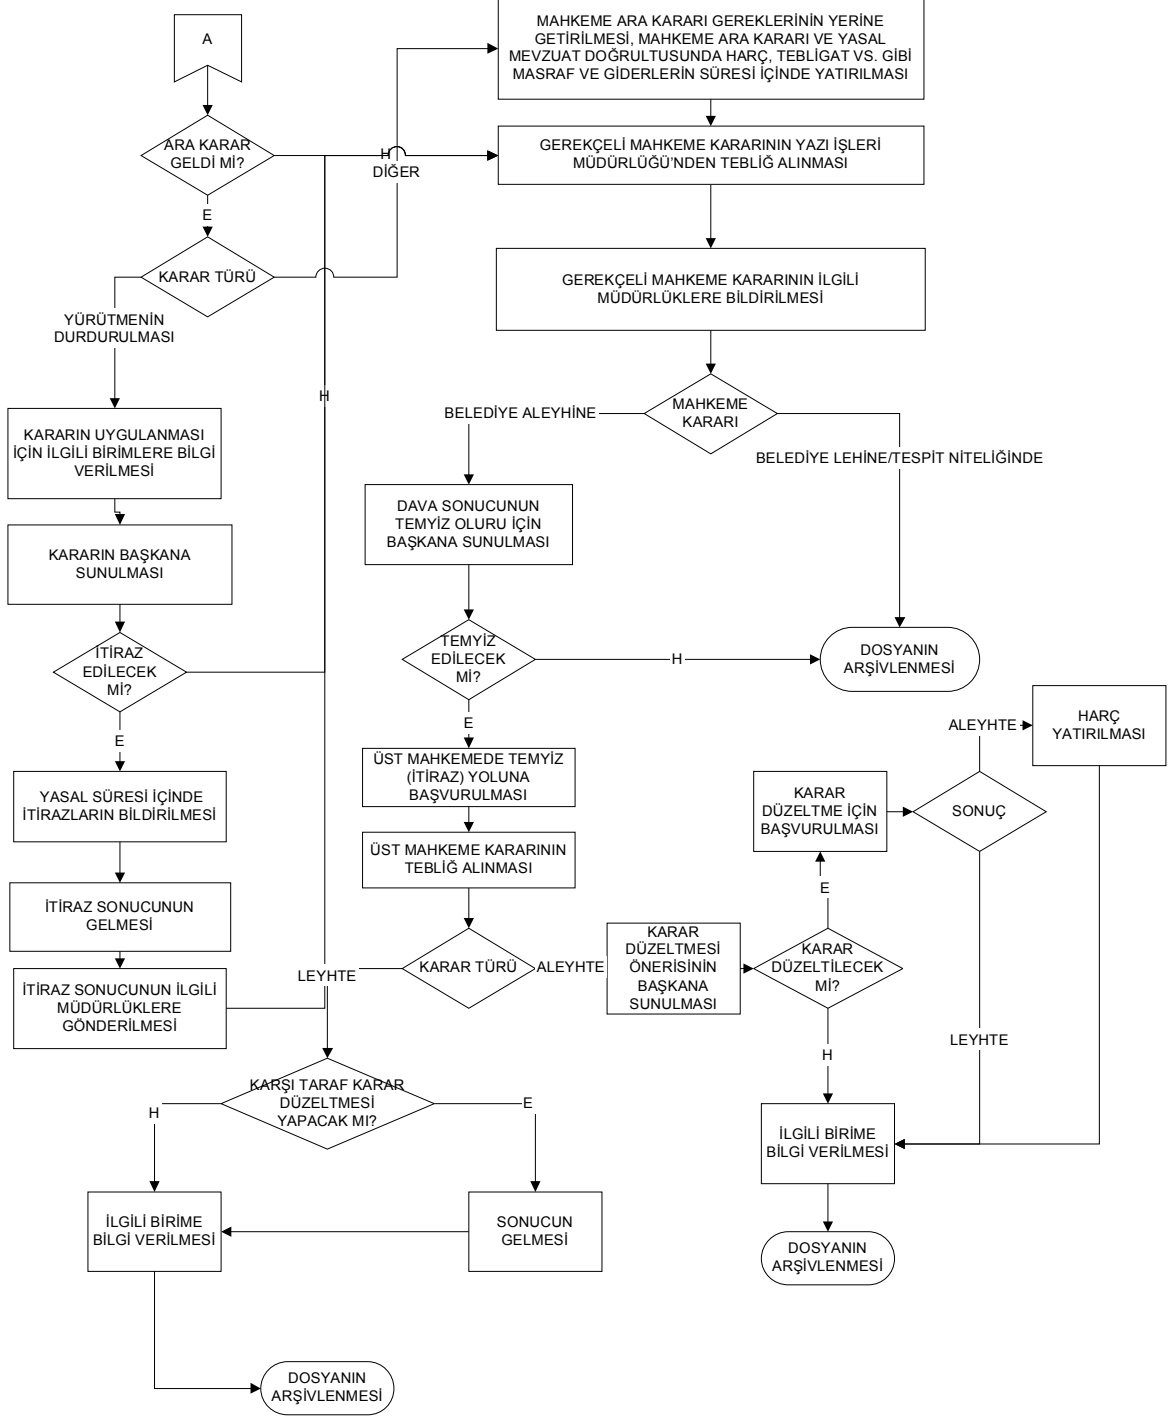 A
MAHKEME ARA KARARI GEREKLERİNİN YERİNE
GETİRİLMESİ, MAHKEME ARA KARARI VE YASAL
MEVZUAT DOĞRULTUSUNDA HARÇ, TEBLİGAT VS. GİBİ
MASRAF VE GİDERLERİN SÜRESİ İÇİNDE YATIRILMASI
ARA KARAR
GELDİ Mİ?
H
DİĞER
GEREKÇELİ MAHKEME KARARININ YAZI İŞLERİ
MÜDÜRLÜĞÜ’NDEN TEBLİĞ ALINMASI
E
KARAR TÜRÜ
GEREKÇELİ MAHKEME KARARININ İLGİLİ
MÜDÜRLÜKLERE BİLDİRİLMESİ
YÜRÜTMENİN
DURDURULMASI
H
KARARIN UYGULANMASI
İÇİN İLGİLİ BİRİMLERE BİLGİ
VERİLMESİ
BELEDİYE ALEYHİNE
MAHKEME
KARARI
BELEDİYE LEHİNE/TESPİT NİTELİĞİNDE
KARARIN BAŞKANA
SUNULMASI
DAVA SONUCUNUN
TEMYİZ OLURU İÇİN
BAŞKANA SUNULMASI
İTİRAZ
EDİLECEK
Mİ?
TEMYİZ
EDİLECEK
Mİ?
H
DOSYANIN
ARŞİVLENMESİ
E
E
YASAL SÜRESİ İÇİNDE
İTİRAZLARIN BİLDİRİLMESİ
ÜST MAHKEMEDE TEMYİZ
(İTİRAZ) YOLUNA
BAŞVURULMASI
KARAR
DÜZELTME İÇİN
BAŞVURULMASI
SONUÇ
ALEYHTE
HARÇ
YATIRILMASI
ÜST MAHKEME KARARININ
TEBLİĞ ALINMASI
İTİRAZ SONUCUNUN
GELMESİ
E
İTİRAZ SONUCUNUN İLGİLİ
MÜDÜRLÜKLERE
GÖNDERİLMESİ
LEYHTE
KARAR TÜRÜ
ALEYHTE
KARAR
DÜZELTMESİ
ÖNERİSİNİN
BAŞKANA
SUNULMASI
KARAR
DÜZELTİLECEK
Mİ?
LEYHTE
H
KARŞI TARAF KARAR
DÜZELTMESİ
YAPACAK MI?
H
E
İLGİLİ BİRİME
BİLGİ VERİLMESİ
İLGİLİ BİRİME
BİLGİ VERİLMESİ
SONUCUN
GELMESİ
DOSYANIN
ARŞİVLENMESİ
DOSYANIN
ARŞİVLENMESİ